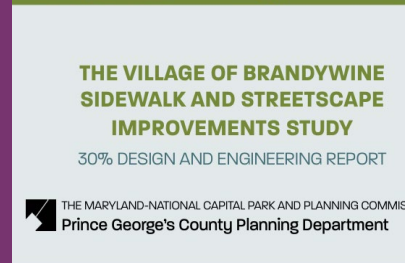 THE VILLAGE OF BRANDYWINE
SIDEWALK AND STREETSCAPE
IMPROVEMENTS STUDY
30% DESIGN AND ENGINEERING REPORT
THE MARYLAND-NATIONAL CAPITAL PARK AND PLANNING COMMIS
Prince George's County Planning Department